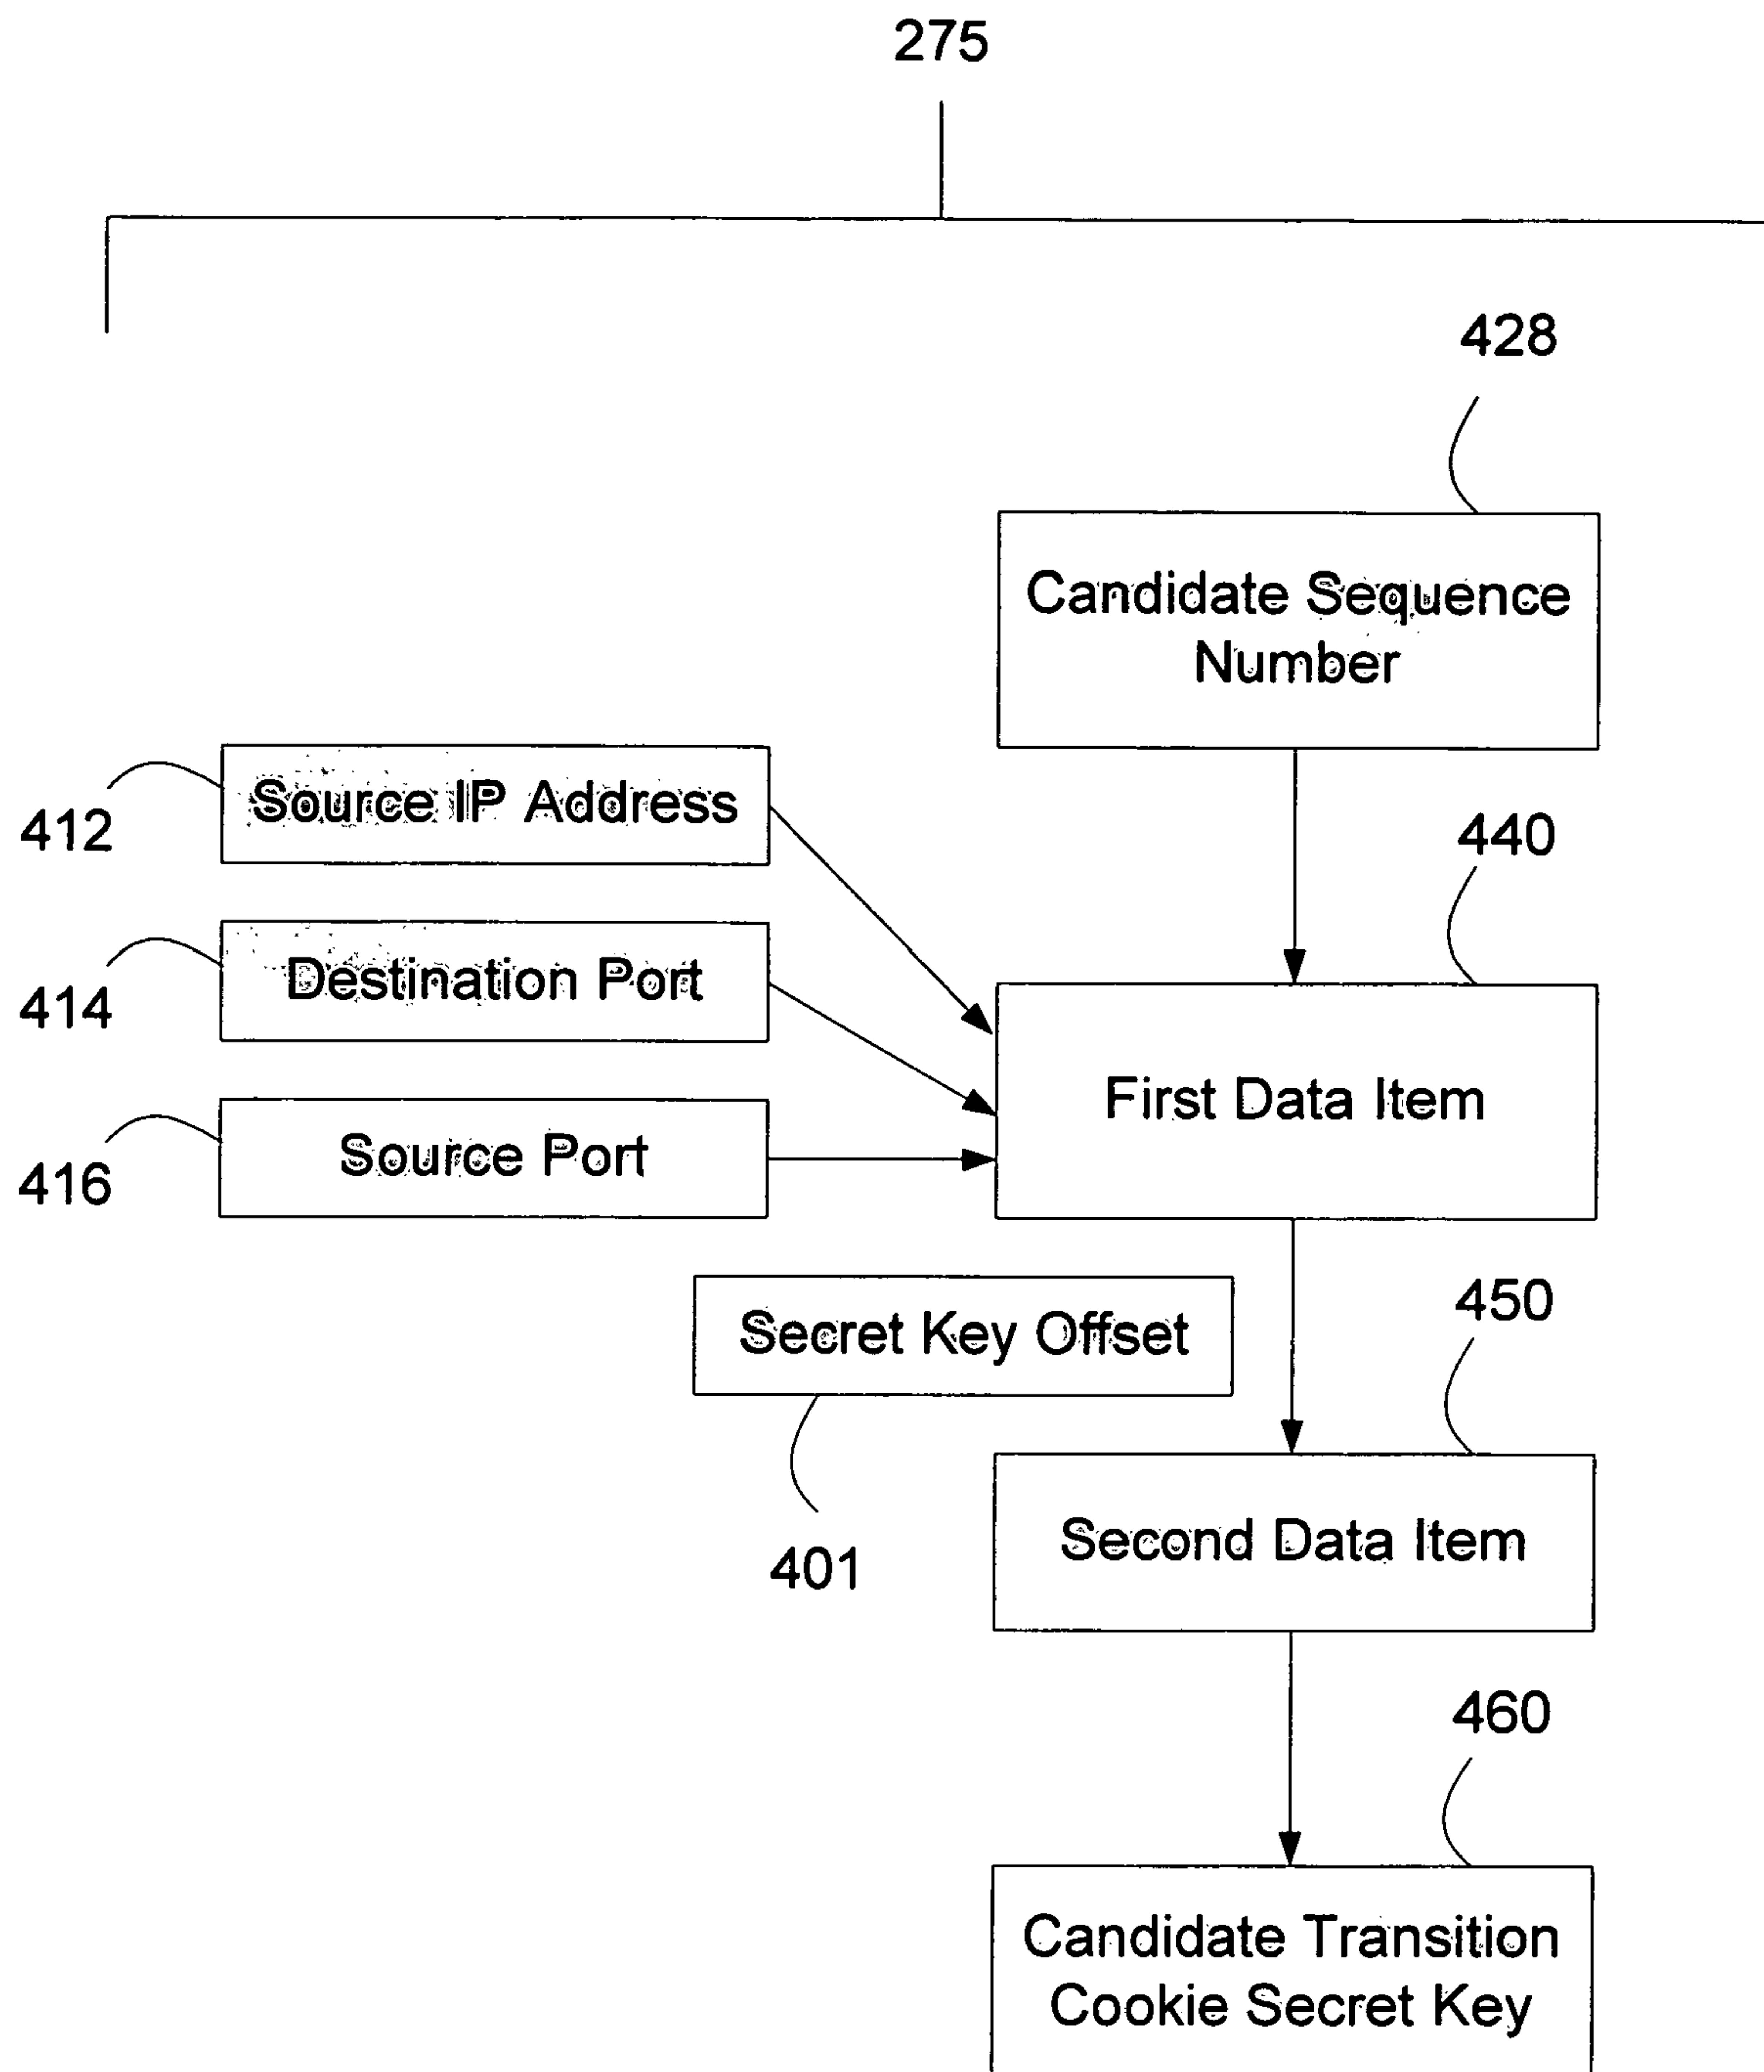 275
428
Candidate Sequence
Number
412
Source IP Address
440
414
Destination Port
First Data Item
416
Source Port
Secret Key Offset
450
401
Second Data Item
460
Candidate Transition
Cookie Secret Key